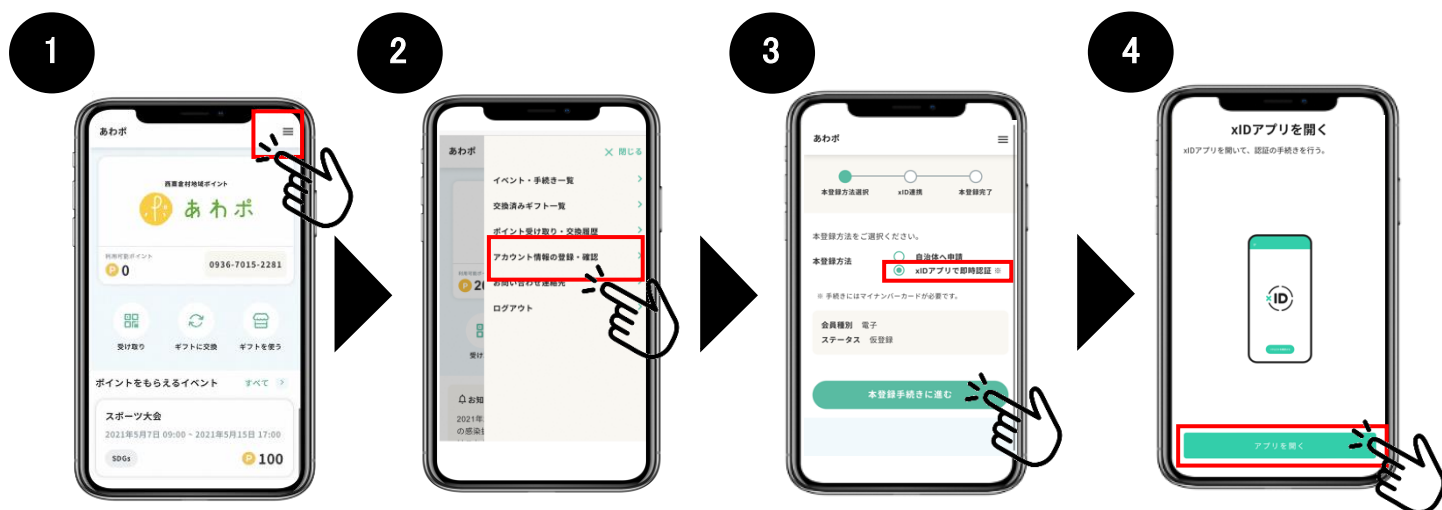 1
あわポ
西粟倉村地域ポイント
あわポ
利用可能ポイント
P 0
0936-7015-2281
受け取り
ギフトに交換
ギフトを使う
ポイントをもらえるイベント
すべて
スポーツ大会
2021年5月7日 09:00 ~ 2021年5月15日 17:00
SDGs
P 100
2
あわポ
× 閉じる
イベント・手続き一覧
交換済みギフト一覧
ポイント受け取り・交換履歴
アカウント情報の登録・確認
お問い合わせ連絡先
ログアウト
P 20
受け
お知
2021年
の感染
3
あわポ
本登録方法選択
xID連携
本登録完了
本登録方法をご選択ください。
本登録方法
自治体へ申請
xIDアプリで即時認証 ※
※ 手続きにはマイナンバーカードが必要です。
会員種別 電子
ステータス 仮登録
本登録手続きに進む
4
xIDアプリを開く
xIDアプリを開いて、認証の手続きを行う。
×ID
アプリを開く